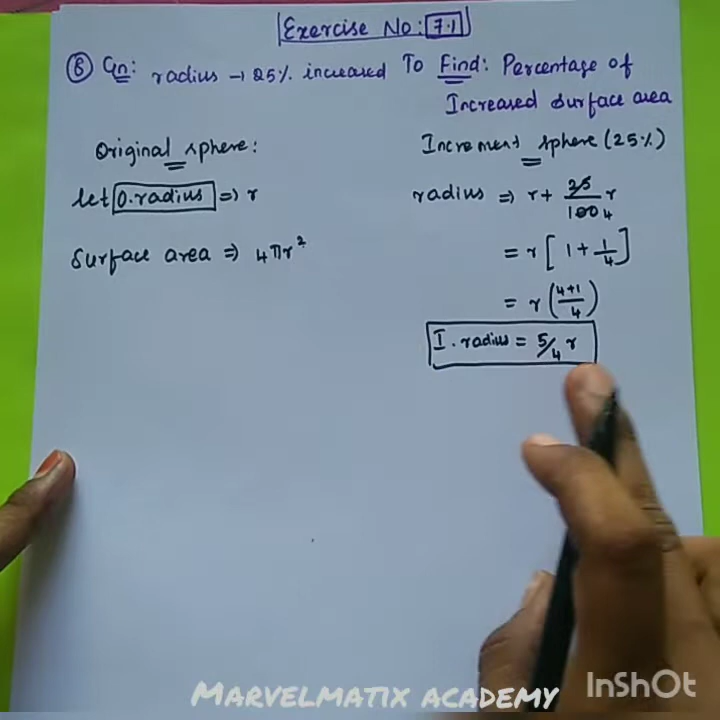 Exercise No: 7.1
⑧ Gn: radius → 25% increased To Find: Percentage of
Increased surface area
Original sphere:
let O.radius ⇒ r
Surface area ⇒ 4πr²
Increment sphere (25%)
radius ⇒ r + 25/100 4 r
= r [1 + 1/4]
= r (4+1/4)
I. radius = 5/4 r
MARVELMATIX ACADEMY
InShOt